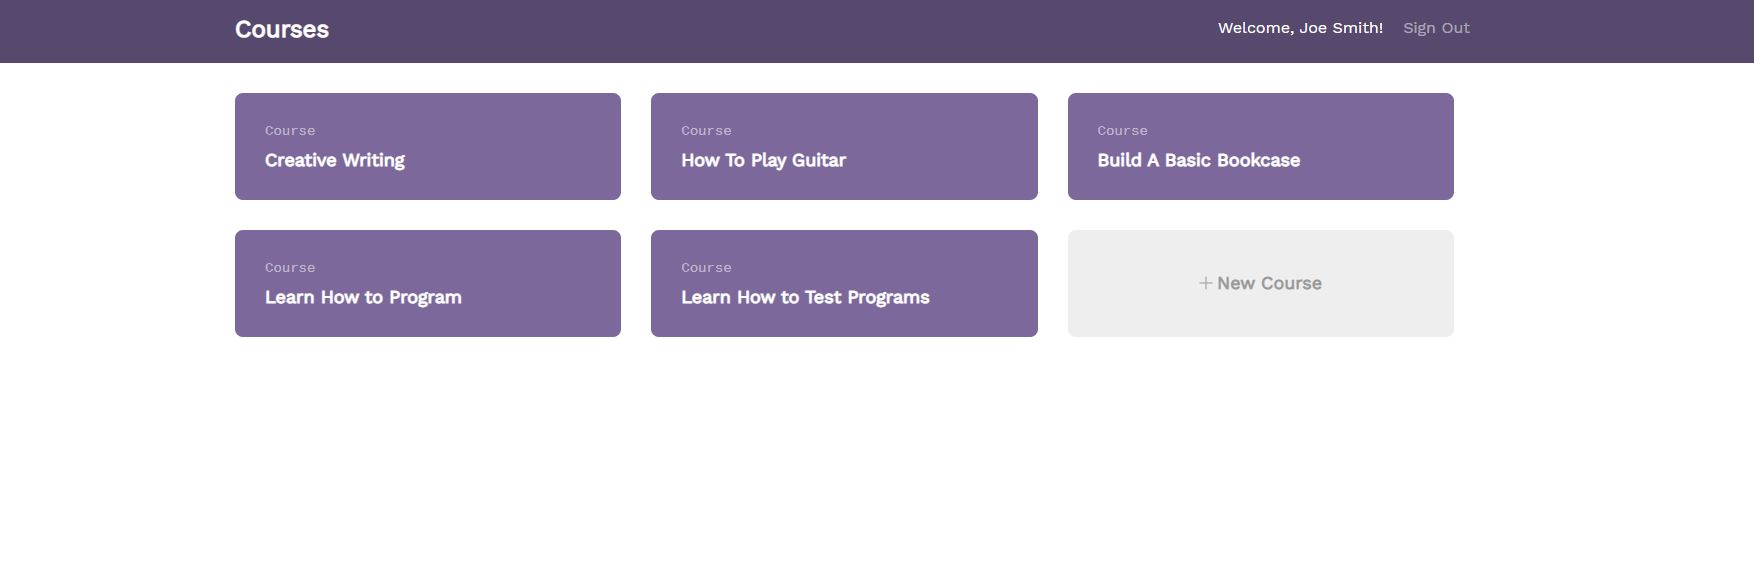 Courses
Welcome, Joe Smith! Sign Out
Course
Creative Writing
Course
How To Play Guitar
Course
Build A Basic Bookcase
Course
Learn How to Program
Course
Learn How to Test Programs
+ New Course